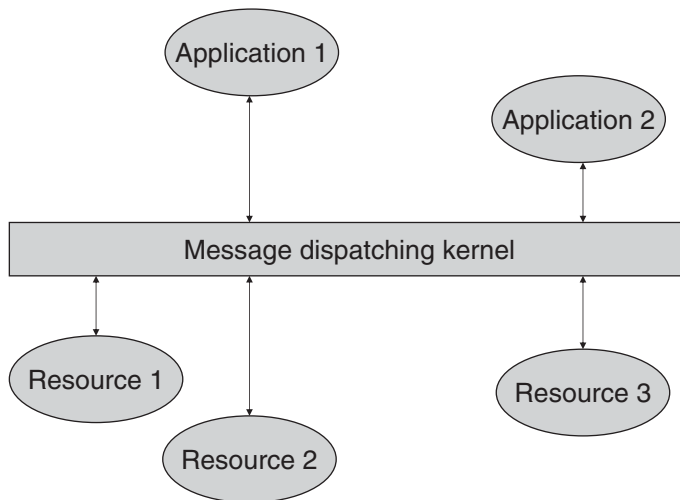 Application 1
Application 2
Message dispatching kernel
Resource 1
Resource 3
Resource 2